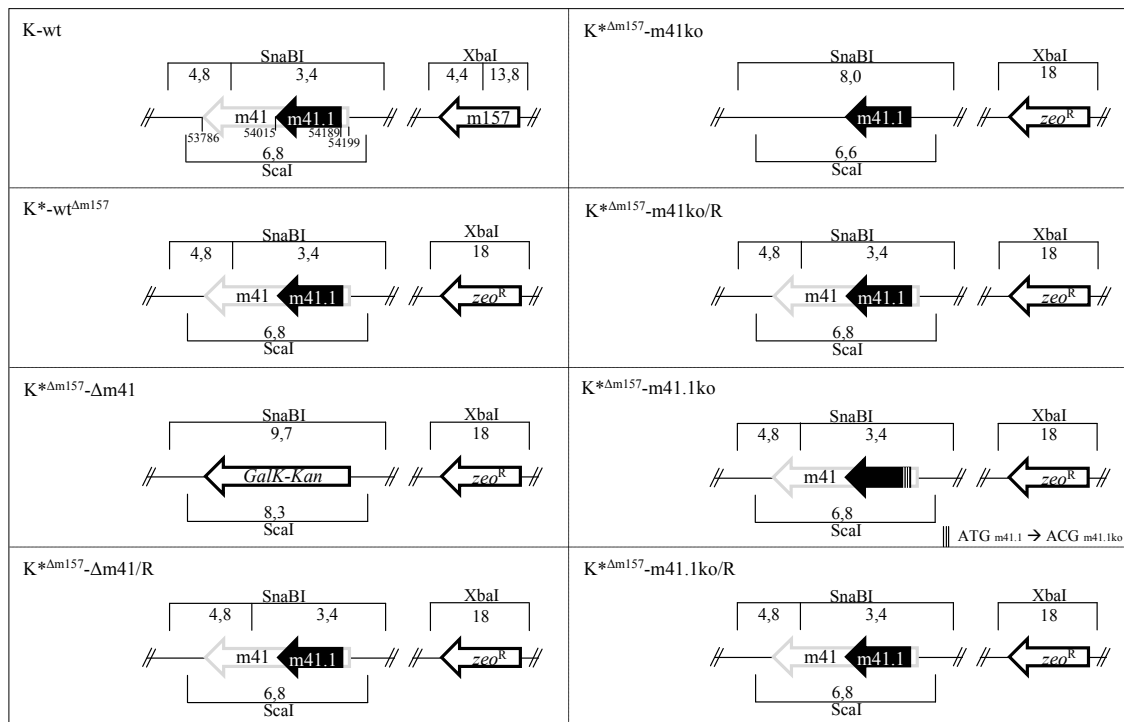 K-wt
SnaBI XbaI
4,8 3,4 4,4 13,8
m41 m41.1 m157
53786 54015 54189 54199
6,8
ScaI
K*Δm157-m41ko
SnaBI XbaI
8,0 18
m41.1 zeoR
6,6
ScaI
K*-wtΔm157
SnaBI XbaI
4,8 3,4 18
m41 m41.1 zeoR
6,8
ScaI
K*Δm157-m41ko/R
SnaBI XbaI
4,8 3,4 18
m41 m41.1 zeoR
6,8
ScaI
K*Δm157-Δm41
SnaBI XbaI
9,7 18
GalK-Kan zeoR
8,3
ScaI
K*Δm157-m41.1ko
SnaBI XbaI
4,8 3,4 18
m41 zeoR
6,8
ScaI
ATG m41.1 → ACG m41.1ko
K*Δm157-Δm41/R
SnaBI XbaI
4,8 3,4 18
m41 m41.1 zeoR
6,8
ScaI
K*Δm157-m41.1ko/R
SnaBI XbaI
4,8 3,4 18
m41 m41.1 zeoR
6,8
ScaI